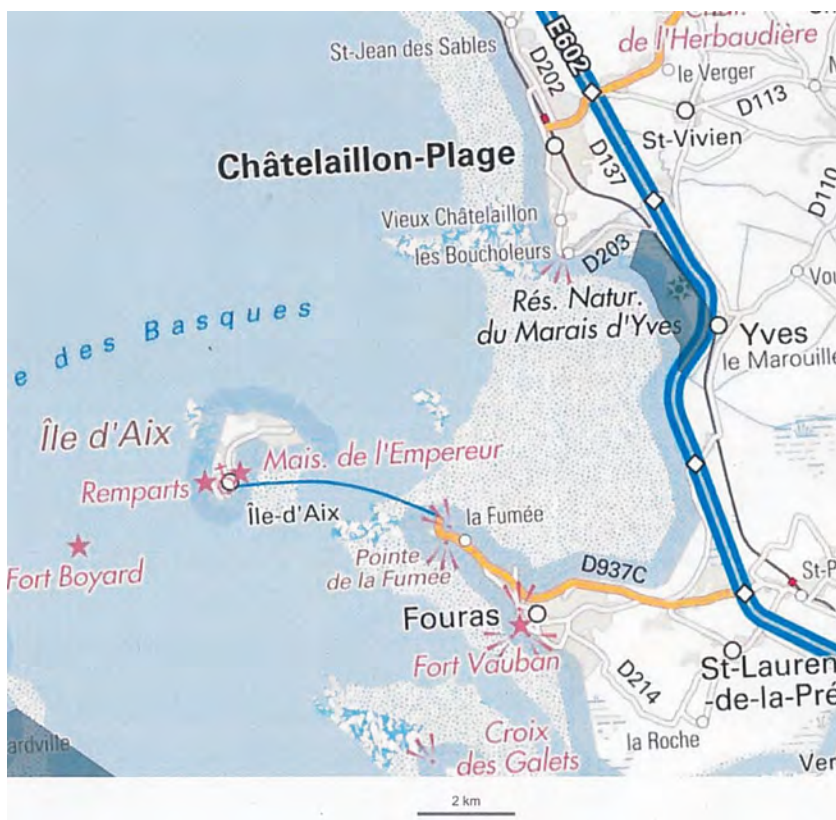 E602
de l'Herbaudière
St-Jean des Sables
D202
le Verger
D113
St-Vivien
Châtelaillon-Plage
D137
D110
Vieux Châtelaillon
les Boucholeurs
D203
Rés. Natur.
du Marais d'Yves
Yves
le Marouille
e des Basques
Île d'Aix
Mais. de l'Empereur
Remparts
Île-d'Aix
la Fumée
Pointe
de la Fumée
Fort Boyard
D937C
St-P
Fouras
Fort Vauban
D214
St-Lauren
-de-la-Pré
la Roche
Croix
des Galets
ardville
Ver
2 km